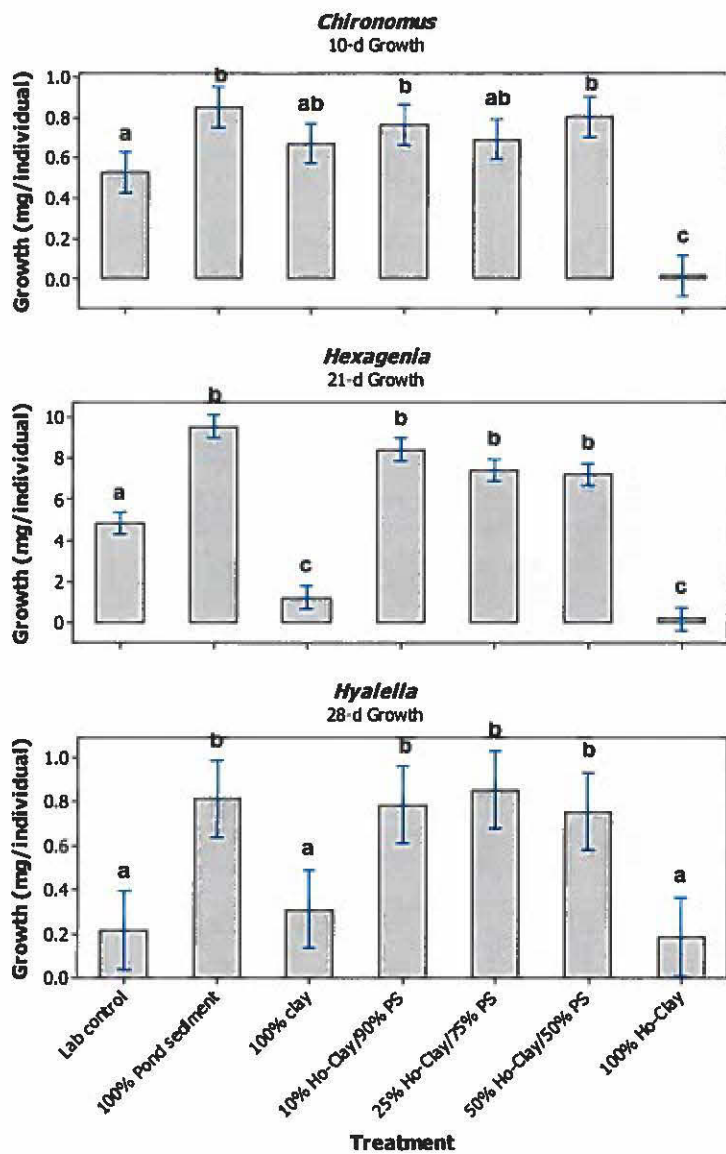 Chironomus
10-d Growth
Growth (mg/individual)
1.0
0.8
0.6
0.4
0.2
0.0
a
b
ab
b
ab
b
c
Hexagenia
21-d Growth
Growth (mg/individual)
10
8
6
4
2
0
a
b
c
b
b
b
c
Hyalella
28-d Growth
Growth (mg/individual)
1.0
0.8
0.6
0.4
0.2
0.0
a
b
a
b
b
b
a
Lab control
100% Pond sediment
100% clay
10% Ho-Clay/90% PS
25% Ho-Clay/75% PS
50% Ho-Clay/50% PS
100% Ho-Clay
Treatment